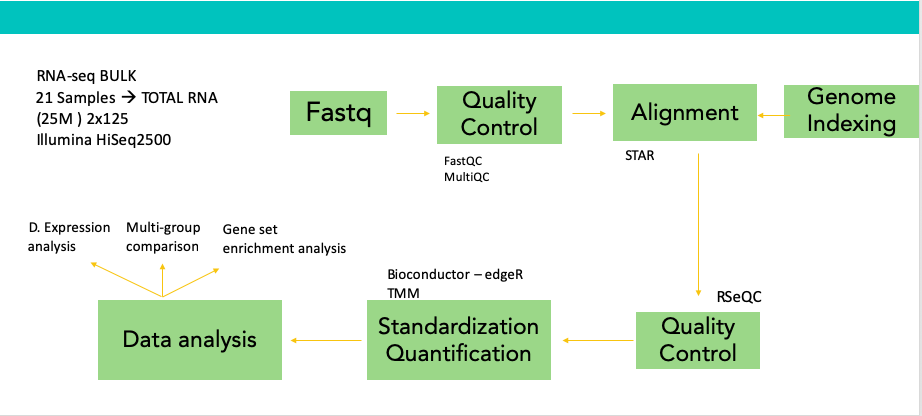 RNA-seq BULK
21 Samples → TOTAL RNA
(25M ) 2x125
Illumina HiSeq2500
Fastq
Quality
Control
FastQC
MultiQC
Alignment
STAR
Genome
Indexing
RSeQC
Quality
Control
Bioconductor – edgeR
TMM
Standardization
Quantification
Data analysis
D. Expression
analysis
Multi-group
comparison
Gene set
enrichment analysis